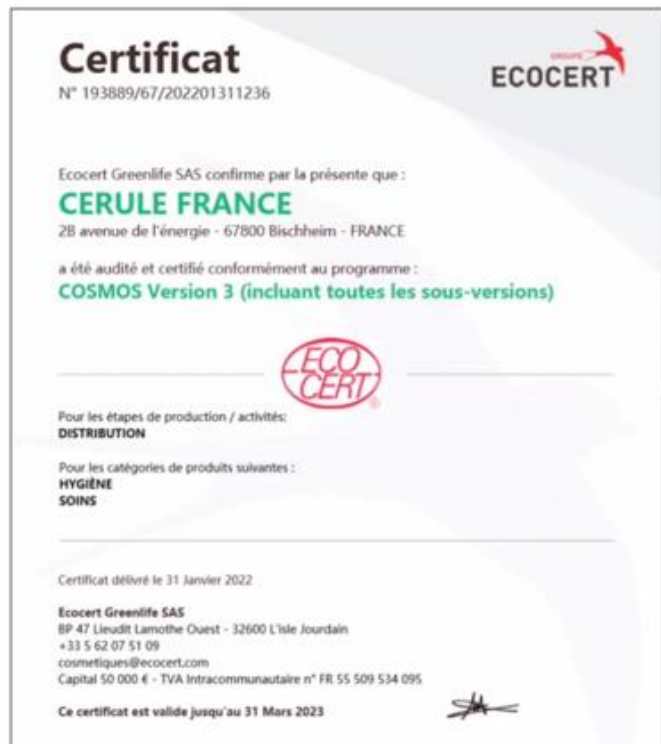 Certificat
N° 193889/67/202201311236
GROUPE
ECOCERT
Ecocert Greenlife SAS confirme par la présente que :
CERULE FRANCE
2B avenue de l'énergie - 67800 Bischheim - FRANCE
a été audité et certifié conformément au programme :
COSMOS Version 3 (incluant toutes les sous-versions)
ECO
CERT
®
Pour les étapes de production / activités:
DISTRIBUTION
Pour les catégories de produits suivantes :
HYGIÈNE
SOINS
Certificat délivré le 31 Janvier 2022
Ecocert Greenlife SAS
BP 47 Lieudit Lamothe Ouest - 32600 L'Isle Jourdain
+33 5 62 07 51 09
cosmetiques@ecocert.com
Capital 50 000 € - TVA Intracommunautaire n° FR 55 509 534 095
Ce certificat est valide jusqu'au 31 Mars 2023